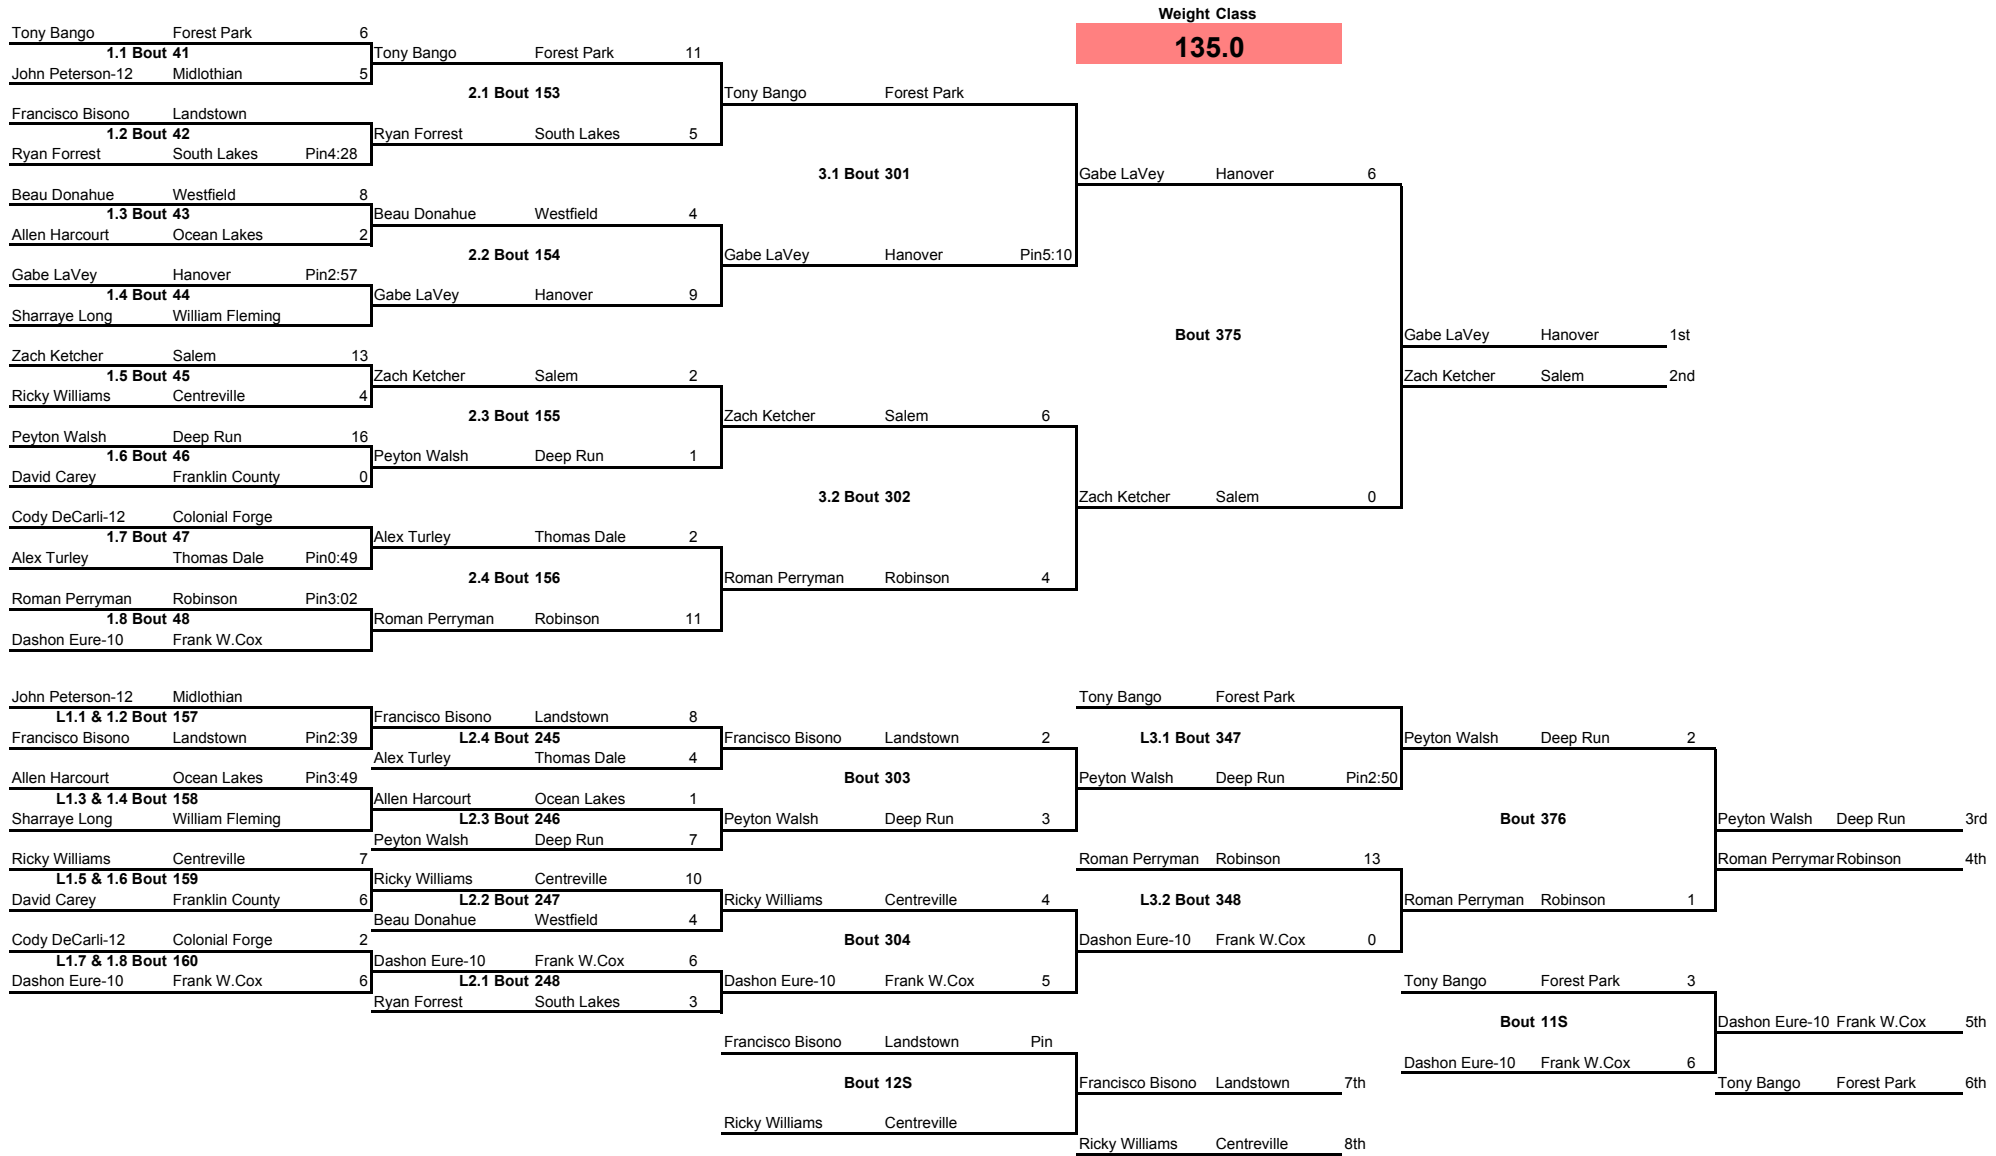 Weight Class
Tony Bango Forest Park 6
135.0
1.1 Bout 41 Tony Bango Forest Park 11
John Peterson-12 Midlothian 5
2.1 Bout 153 Tony Bango Forest Park
Francisco Bisono Landstown
1.2 Bout 42 Ryan Forrest South Lakes 5
Ryan Forrest South Lakes Pin4:28
3.1 Bout 301 Gabe LaVey Hanover 6
Beau Donahue Westfield 8
1.3 Bout 43 Beau Donahue Westfield 4
Allen Harcourt Ocean Lakes 2
2.2 Bout 154 Gabe LaVey Hanover Pin5:10
Gabe LaVey Hanover Pin2:57
1.4 Bout 44 Gabe LaVey Hanover 9
Sharraye Long William Fleming
Bout 375 Gabe LaVey Hanover 1st
Zach Ketcher Salem 13
1.5 Bout 45 Zach Ketcher Salem 2 Zach Ketcher Salem 2nd
Ricky Williams Centreville 4
2.3 Bout 155 Zach Ketcher Salem 6
Peyton Walsh Deep Run 16
1.6 Bout 46 Peyton Walsh Deep Run 1
David Carey Franklin County 0
3.2 Bout 302 Zach Ketcher Salem 0
Cody DeCarli-12 Colonial Forge
1.7 Bout 47 Alex Turley Thomas Dale 2
Alex Turley Thomas Dale Pin0:49
2.4 Bout 156 Roman Perryman Robinson 4
Roman Perryman Robinson Pin3:02
1.8 Bout 48 Roman Perryman Robinson 11
Dashon Eure-10 Frank W.Cox
John Peterson-12 Midlothian Tony Bango Forest Park
L1.1 & 1.2 Bout 157 Francisco Bisono Landstown 8
Francisco Bisono Landstown Pin2:39 L2.4 Bout 245 Francisco Bisono Landstown 2 L3.1 Bout 347 Peyton Walsh Deep Run 2
Alex Turley Thomas Dale 4
Allen Harcourt Ocean Lakes Pin3:49 Bout 303 Peyton Walsh Deep Run Pin2:50
L1.3 & 1.4 Bout 158 Allen Harcourt Ocean Lakes 1
Sharraye Long William Fleming L2.3 Bout 246 Peyton Walsh Deep Run 3 Bout 376 Peyton Walsh Deep Run 3rd
Peyton Walsh Deep Run 7
Ricky Williams Centreville 7 Roman Perryman Robinson 13 Roman Perrymar Robinson 4th
L1.5 & 1.6 Bout 159 Ricky Williams Centreville 10
David Carey Franklin County 6 L2.2 Bout 247 Ricky Williams Centreville 4 L3.2 Bout 348 Roman Perryman Robinson 1
Beau Donahue Westfield 4
Cody DeCarli-12 Colonial Forge 2 Bout 304 Dashon Eure-10 Frank W.Cox 0
L1.7 & 1.8 Bout 160 Dashon Eure-10 Frank W.Cox 6
Dashon Eure-10 Frank W.Cox 6 L2.1 Bout 248 Dashon Eure-10 Frank W.Cox 5 Tony Bango Forest Park 3
Ryan Forrest South Lakes 3
Bout 11S Dashon Eure-10 Frank W.Cox 5th
Francisco Bisono Landstown Pin
Dashon Eure-10 Frank W.Cox 6
Bout 12S Francisco Bisono Landstown 7th Tony Bango Forest Park 6th
Ricky Williams Centreville
Ricky Williams Centreville 8th